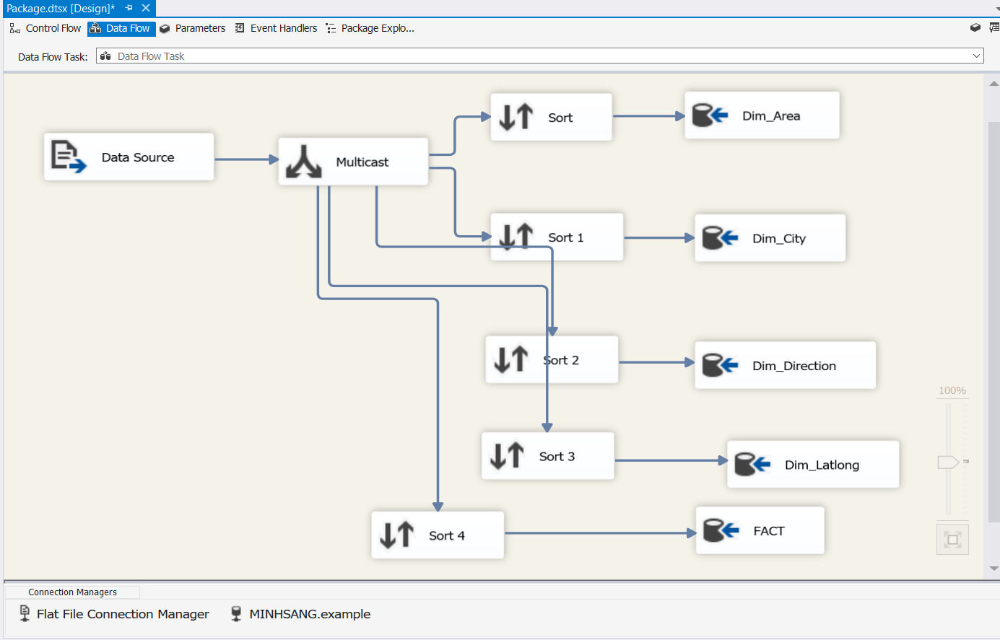 Package.dtsx [Design]*
Control Flow
Data Flow
Parameters
Event Handlers
Package Explo...
Data Flow Task:
Data Flow Task
Sort
Dim_Area
Data Source
Multicast
Sort 1
Dim_City
Sort 2
Dim_Direction
100%
Sort 3
Dim_Latlong
Sort 4
FACT
Connection Managers
Flat File Connection Manager
MINHSANG.example